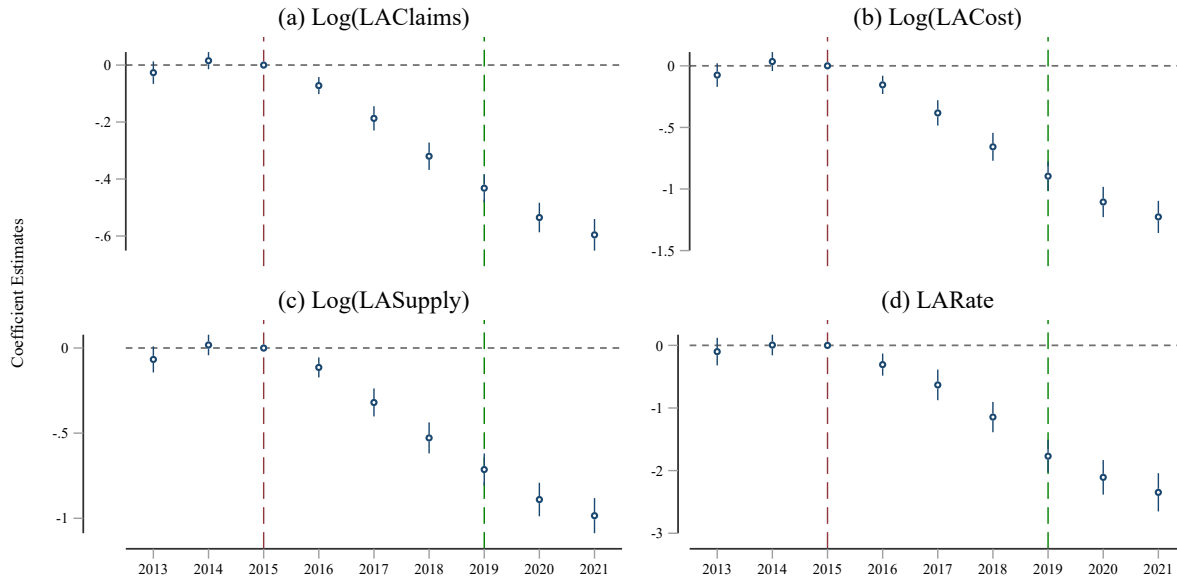 (a) Log(LAClaims)
0
-.2
-.4
-.6
(b) Log(LACost)
0
-.5
-1
-1.5
Coefficient Estimates
(c) Log(LASupply)
0
-.5
-1
2013 2014 2015 2016 2017 2018 2019 2020 2021
(d) LARate
0
-1
-2
-3
2013 2014 2015 2016 2017 2018 2019 2020 2021